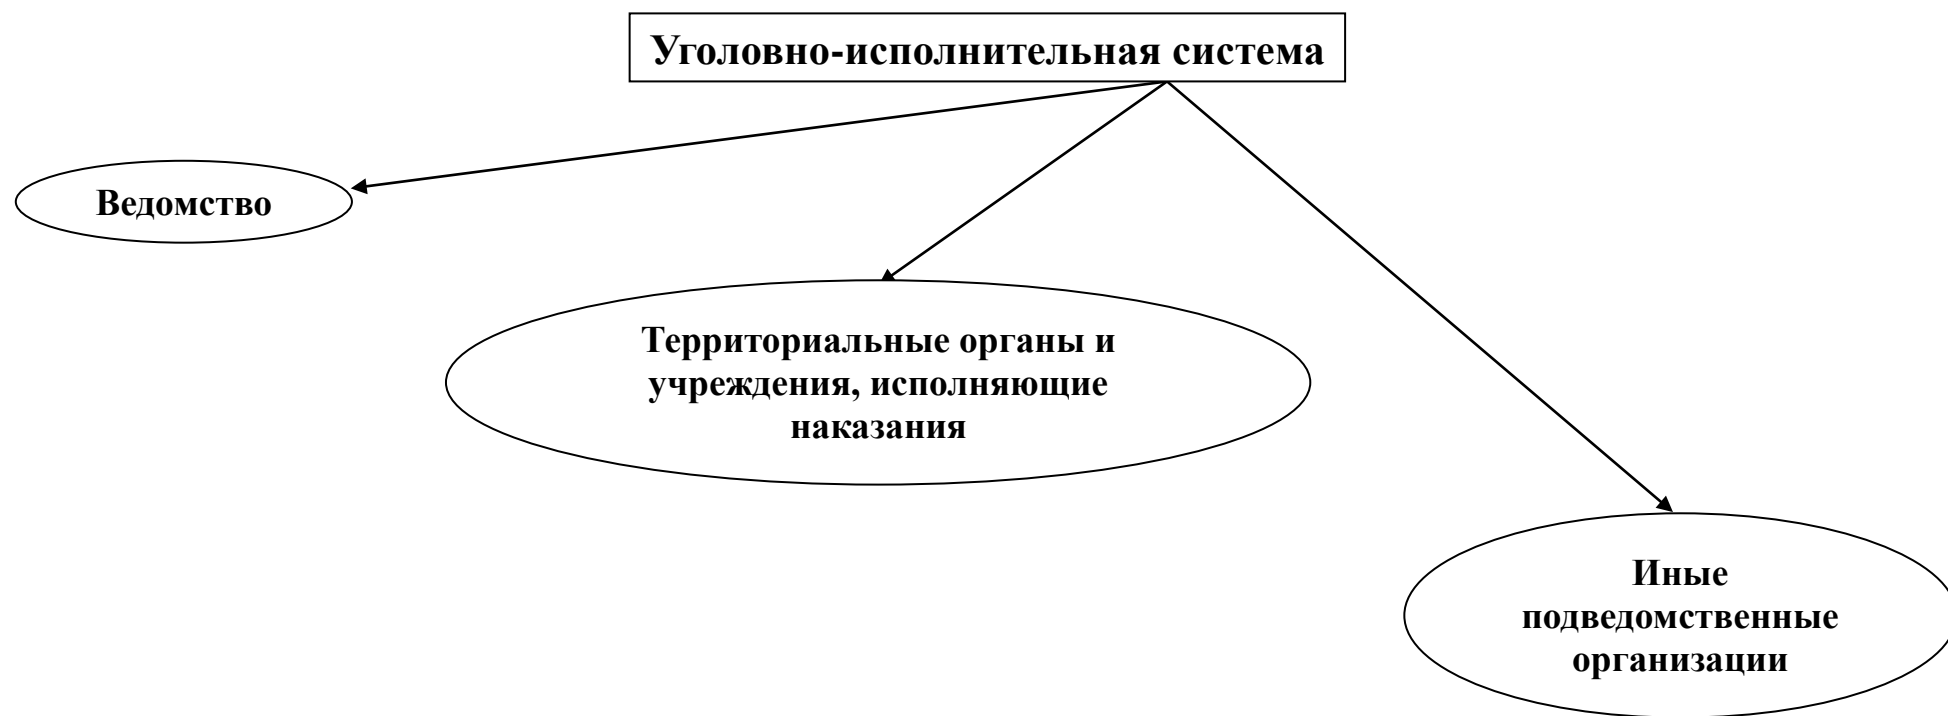 Уголовно-исполнительная система
Ведомство
Территориальные органы и
учреждения, исполняющие
наказания
Иные
подведомственные
организации